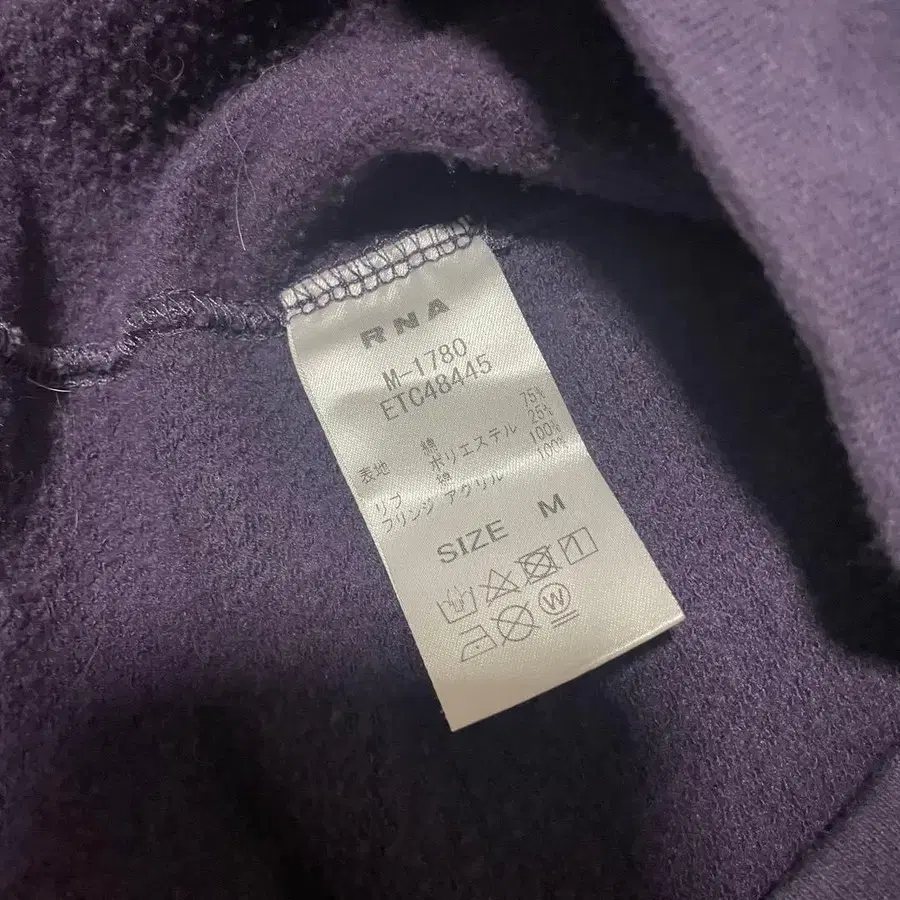 RNA
M-1780
ETC48445
表地 綿 75%
ポリエステル 25%
リブ 綿 100%
フリンジ アクリル 100%
SIZE M
W